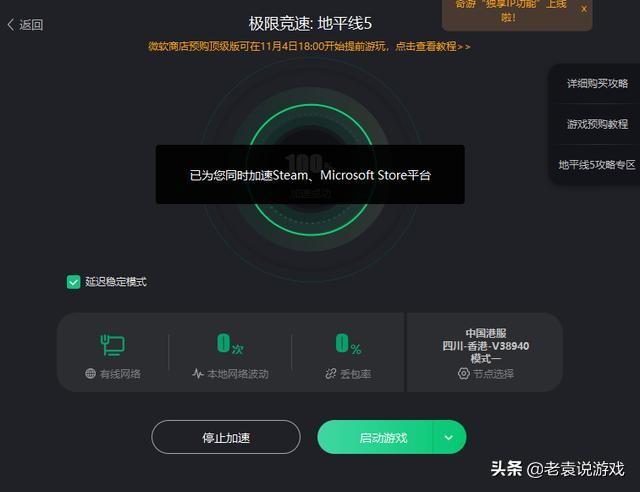 返回
极限竞速: 地平线5
奇游“独享IP功能”上线
啦！
x
微软商店预购顶级版可在11月4日18:00开始提前游玩，点击查看教程>>
详细购买攻略
游戏预购教程
地平线5攻略专区
100%
已为您同时加速Steam、Microsoft Store平台
加速成功
延迟稳定模式
0次
0%
中国港服
四川-香港-V38940
模式一
有线网络
本地网络波动
丢包率
节点选择
停止加速
启动游戏
头条 @老袁说游戏